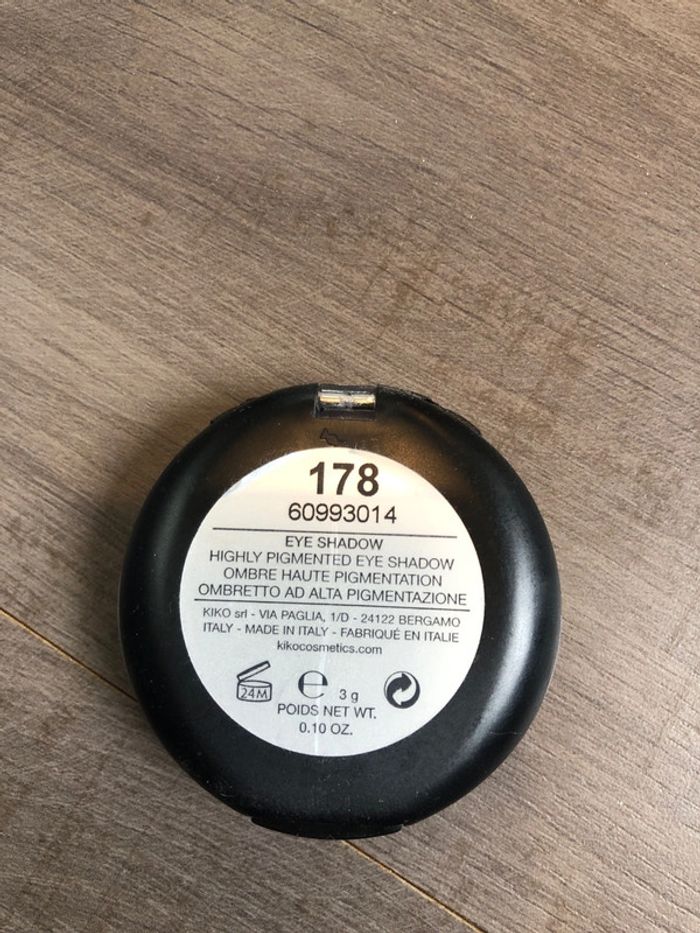 178
60993014
EYE SHADOW
HIGHLY PIGMENTED EYE SHADOW
OMBRE HAUTE PIGMENTATION
OMBRETTO AD ALTA PIGMENTAZIONE
KIKO srl - VIA PAGLIA, 1/D - 24122 BERGAMO
ITALY - MADE IN ITALY - FABRIQUÉ EN ITALIE
kikocosmetics.com
24M e 3 g
POIDS NET WT.
0.10 OZ.